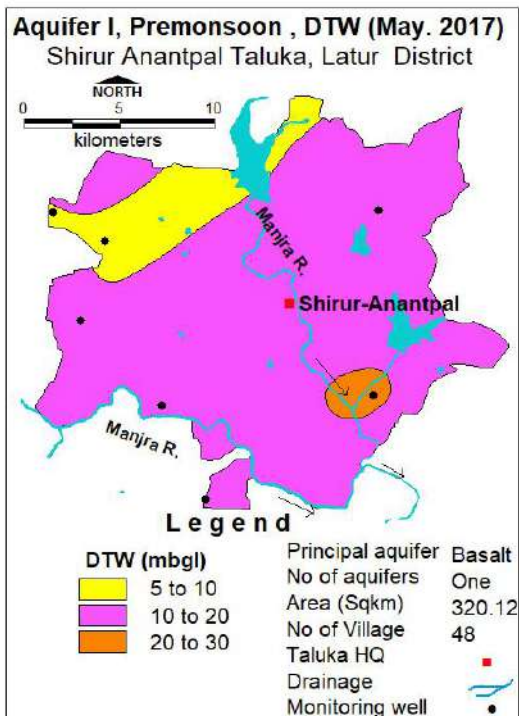 Aquifer I, Premonsoon , DTW (May. 2017)
Shirur Anantpal Taluka, Latur District
NORTH
0 5 10
kilometers
Manjra R.
Shirur-Anantpal
Manjra R.
Legend
DTW (mbgl)
5 to 10
10 to 20
20 to 30
Principal aquifer Basalt
No of aquifers One
Area (Sqkm) 320.12
No of Village 48
Taluka HQ
Drainage
Monitoring well